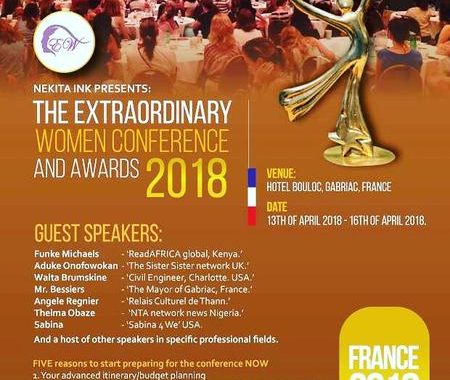 EW
NEKITA INK PRESENTS:
THE EXTRAORDINARY
WOMEN CONFERENCE
AND AWARDS 2018
VENUE:
HOTEL BOULOC, GABRIAC, FRANCE
DATE
13TH OF APRIL 2018 - 16TH OF APRIL 2018.
GUEST SPEAKERS:
Funke Michaels - 'ReadAFRICA global, Kenya.'
Aduke Onofowokan - 'The Sister Sister network UK.'
Walta Brumskine - 'Civil Engineer, Charlotte. USA.'
Mr. Bessiers - 'The Mayor of Gabriac, France.'
Angele Regnier - 'Relais Culturel de Thann.'
Thelma Obaze - 'NTA network news Nigeria.'
Sabina - 'Sabina 4 We' USA.
And a host of other speakers in specific professional fields.
FIVE reasons to start preparing for the conference NOW
1. Your advanced itinerary/budget planning
FRANCE
2018